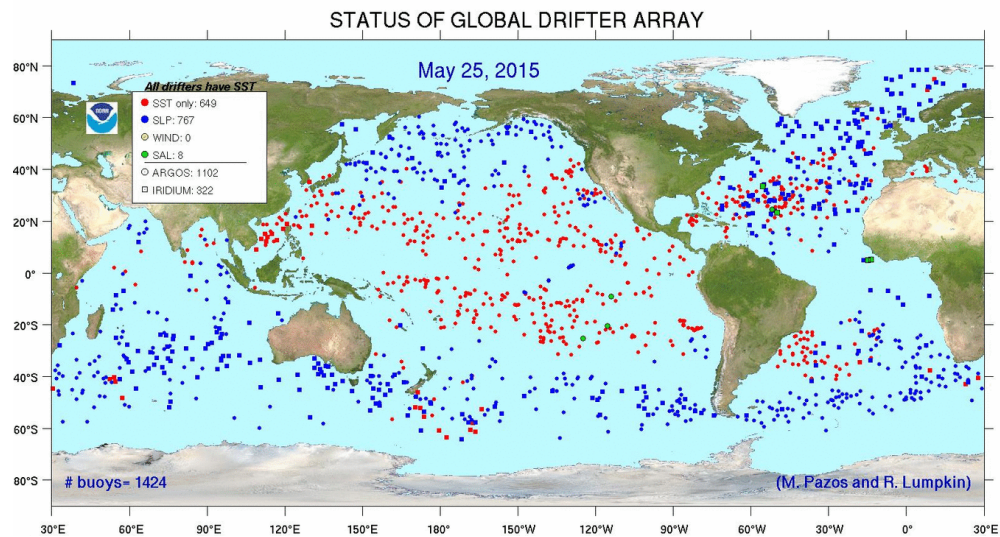 STATUS OF GLOBAL DRIFTER ARRAY
May 25, 2015
All drifters have SST
SST only: 649
SLP: 767
WIND: 0
SAL: 8
ARGOS: 1102
IRIDIUM: 322
80°N
60°N
40°N
20°N
0°
20°S
40°S
60°S
80°S
# buoys= 1424
(M. Pazos and R. Lumpkin)
30°E 60°E 90°E 120°E 150°E 180° 150°W 120°W 90°W 60°W 30°W 0° 30°E